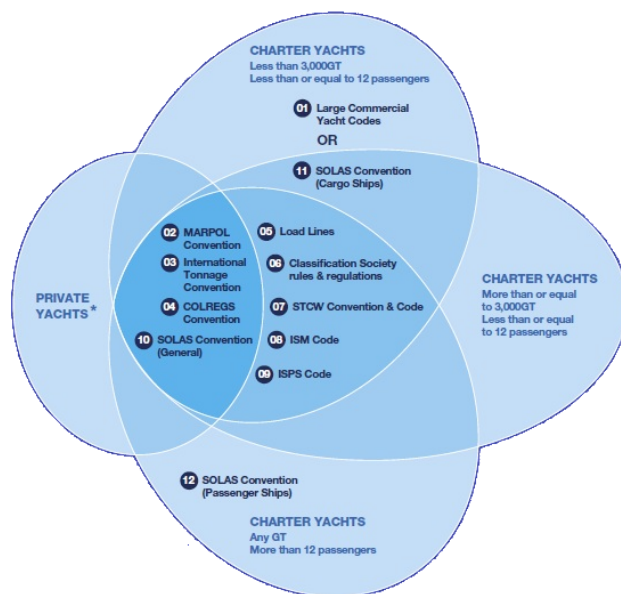 CHARTER YACHTS
Less than 3,000GT
Less than or equal to 12 passengers
01 Large Commercial
Yacht Codes
OR
11 SOLAS Convention
(Cargo Ships)
02 MARPOL
Convention
03 International
Tonnage
Convention
04 COLREGS
Convention
10 SOLAS Convention
(General)
05 Load Lines
06 Classification Society
rules & regulations
07 STCW Convention & Code
08 ISM Code
09 ISPS Code
PRIVATE
YACHTS*
CHARTER YACHTS
More than or equal
to 3,000GT
Less than or equal
to 12 passengers
12 SOLAS Convention
(Passenger Ships)
CHARTER YACHTS
Any GT
More than 12 passengers